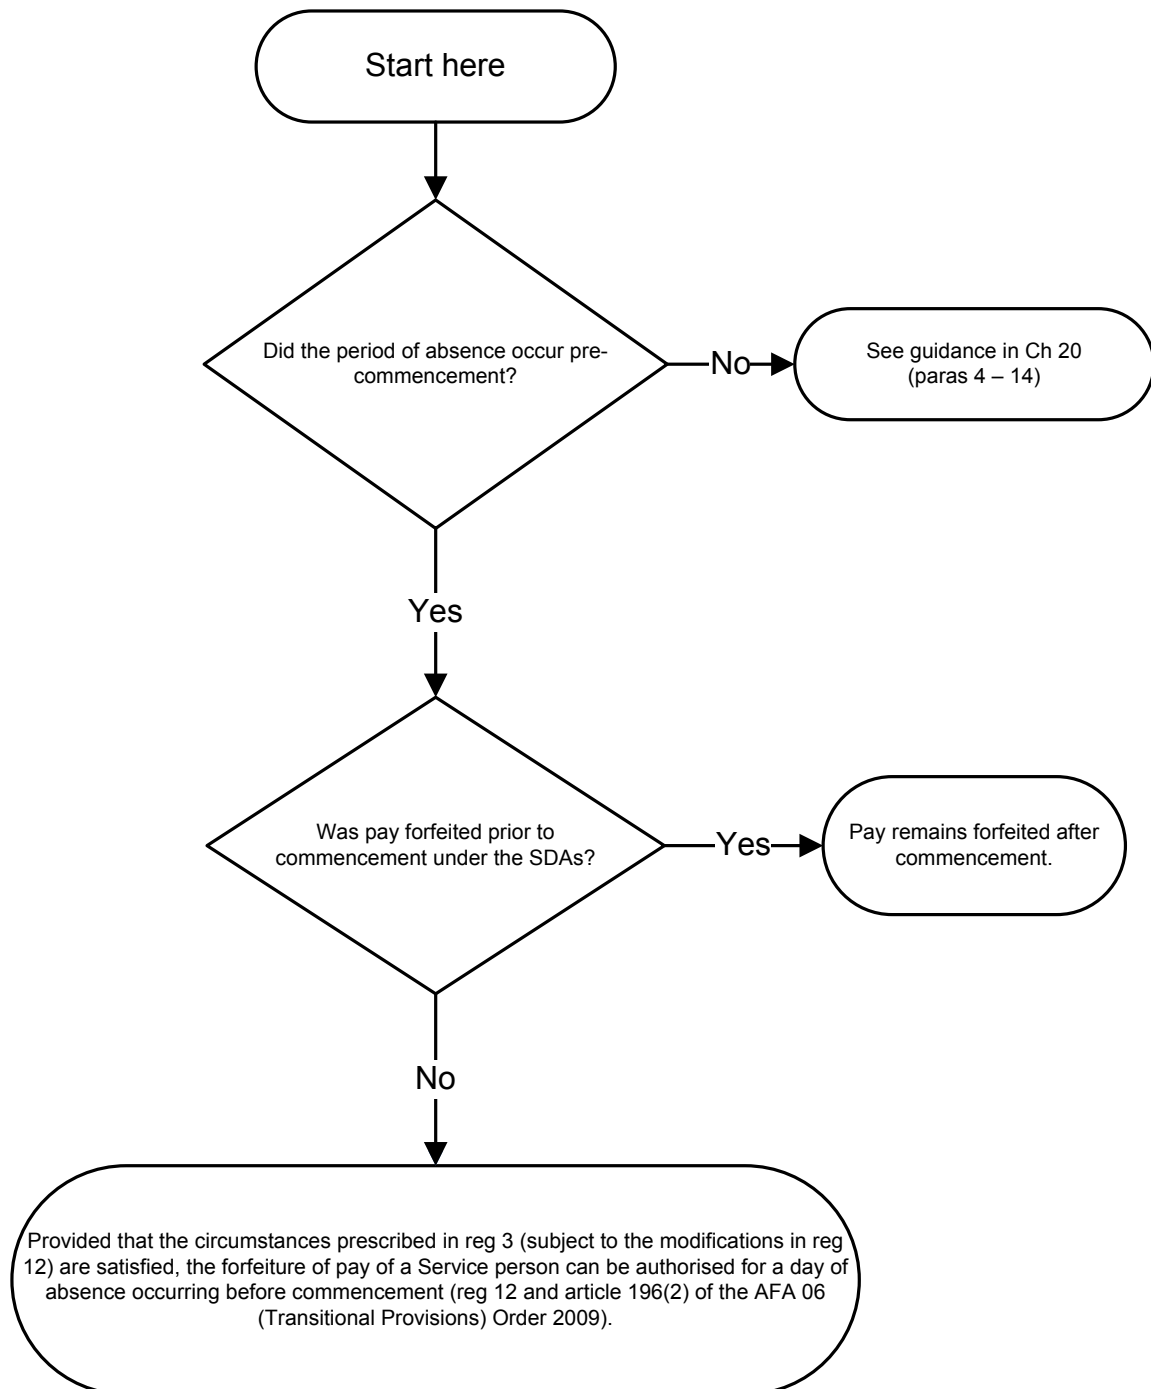 Start here
Did the period of absence occur pre-
commencement?
No
See guidance in Ch 20
(paras 4 – 14)
Yes
Was pay forfeited prior to
commencement under the SDAs?
Yes
Pay remains forfeited after
commencement.
No
Provided that the circumstances prescribed in reg 3 (subject to the modifications in reg
12) are satisfied, the forfeiture of pay of a Service person can be authorised for a day of
absence occurring before commencement (reg 12 and article 196(2) of the AFA 06
(Transitional Provisions) Order 2009).